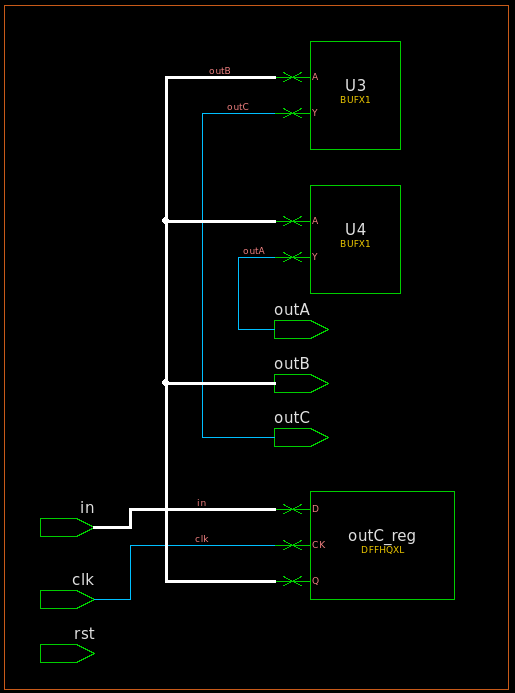 outB
A
U3
BUFX1
outC
Y
A
U4
BUFX1
outA
Y
outA
outB
outC
in
in
D
outC_reg
DFFHQXL
clk
CK
clk
Q
rst